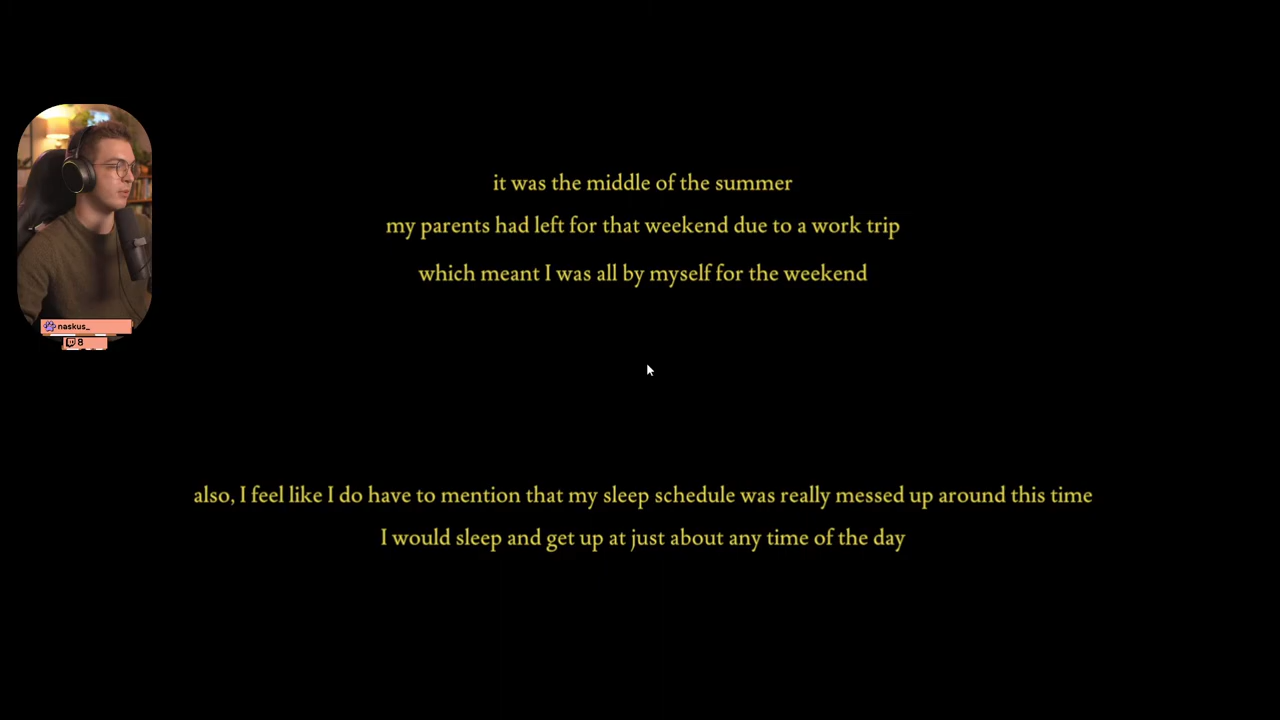 it was the middle of the summer
my parents had left for that weekend due to a work trip
which meant I was all by myself for the weekend
naskus_
8
also, I feel like I do have to mention that my sleep schedule was really messed up around this time
I would sleep and get up at just about any time of the day